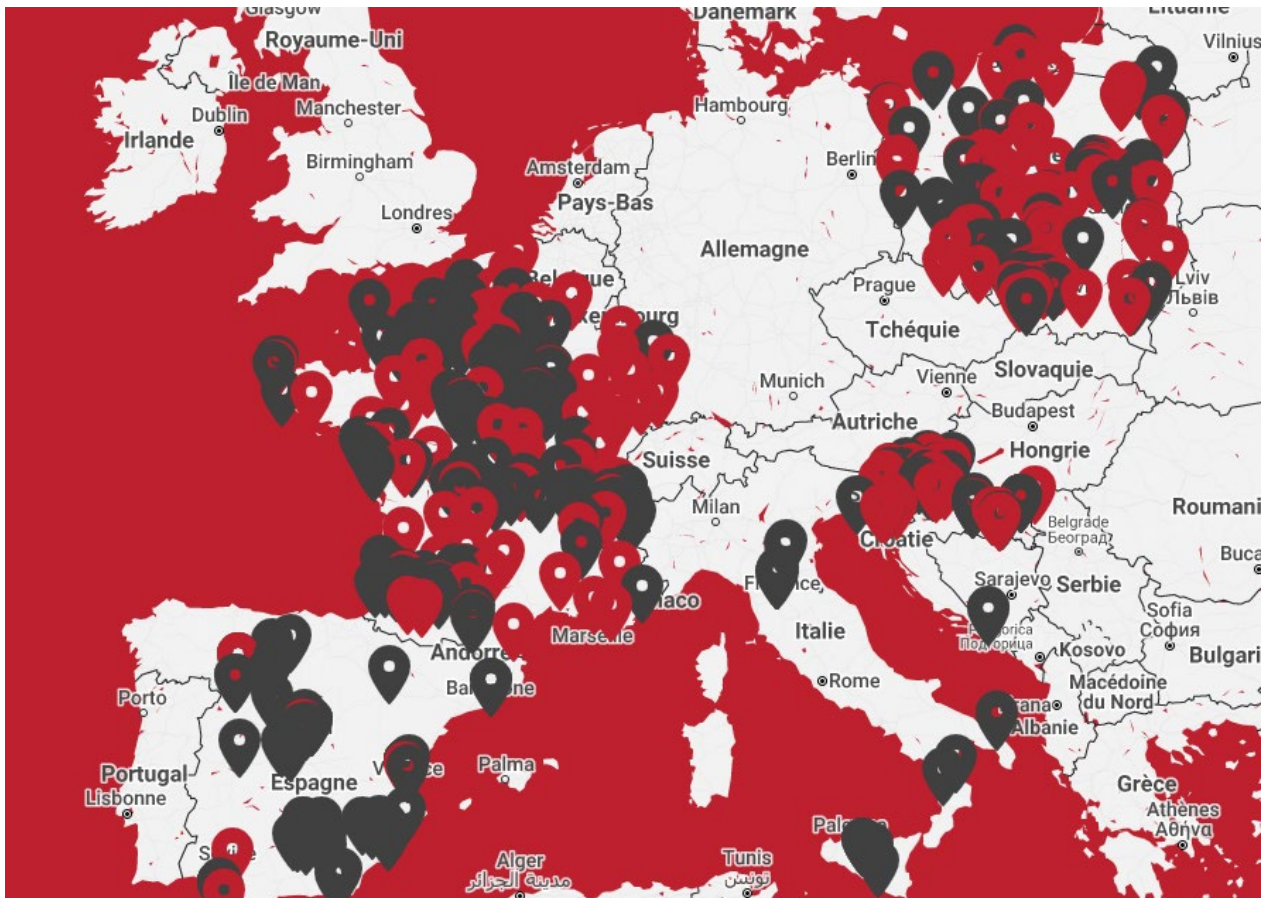 Glasgow
Danemark
Lituanie
Royaume-Uni
Vilnius
Île de Man
Dublin
Manchester
Hambourg
Irlande
Birmingham
Amsterdam
Berlin
Pays-Bas
Londres
Allemagne
Prague
Lviv
Львів
Tchéquie
Munich
Vienne
Slovaquie
Budapest
Autriche
Hongrie
Suisse
Milan
Roumani
Croatie
Belgrade
Београд
Buca
Sarajevo
Serbie
Marseille
Italie
Sofia
София
Andorre
Kosovo
Bulgari
Porto
Rome
Macédoine
du Nord
Albanie
Espagne
Palma
Portugal
Lisbonne
Grèce
Athènes
Αθήνα
Alger
مدينة الجزائر
Tunis
تونس